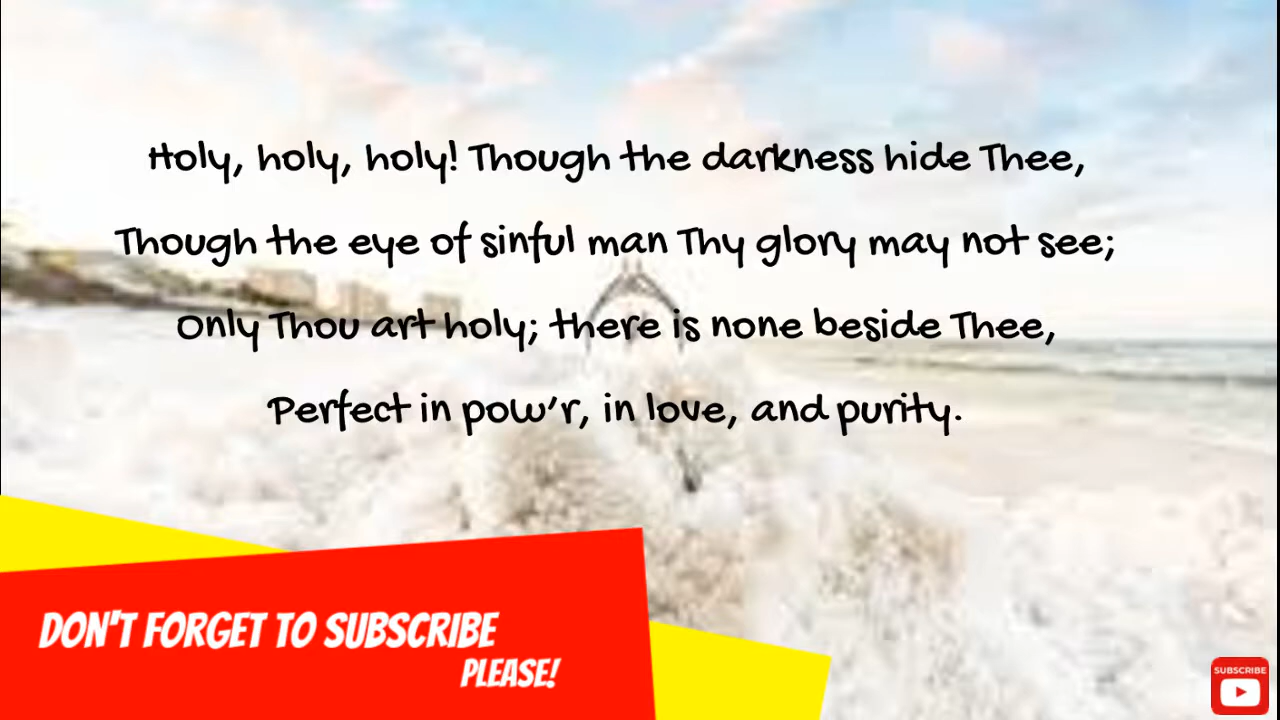 Holy, holy, holy! Though the darkness hide Thee,
Though the eye of sinful man Thy glory may not see;
Only Thou art holy; there is none beside Thee,
Perfect in pow'r, in love, and purity.
DON'T FORGET TO SUBSCRIBE
PLEASE!
SUBSCRIBE